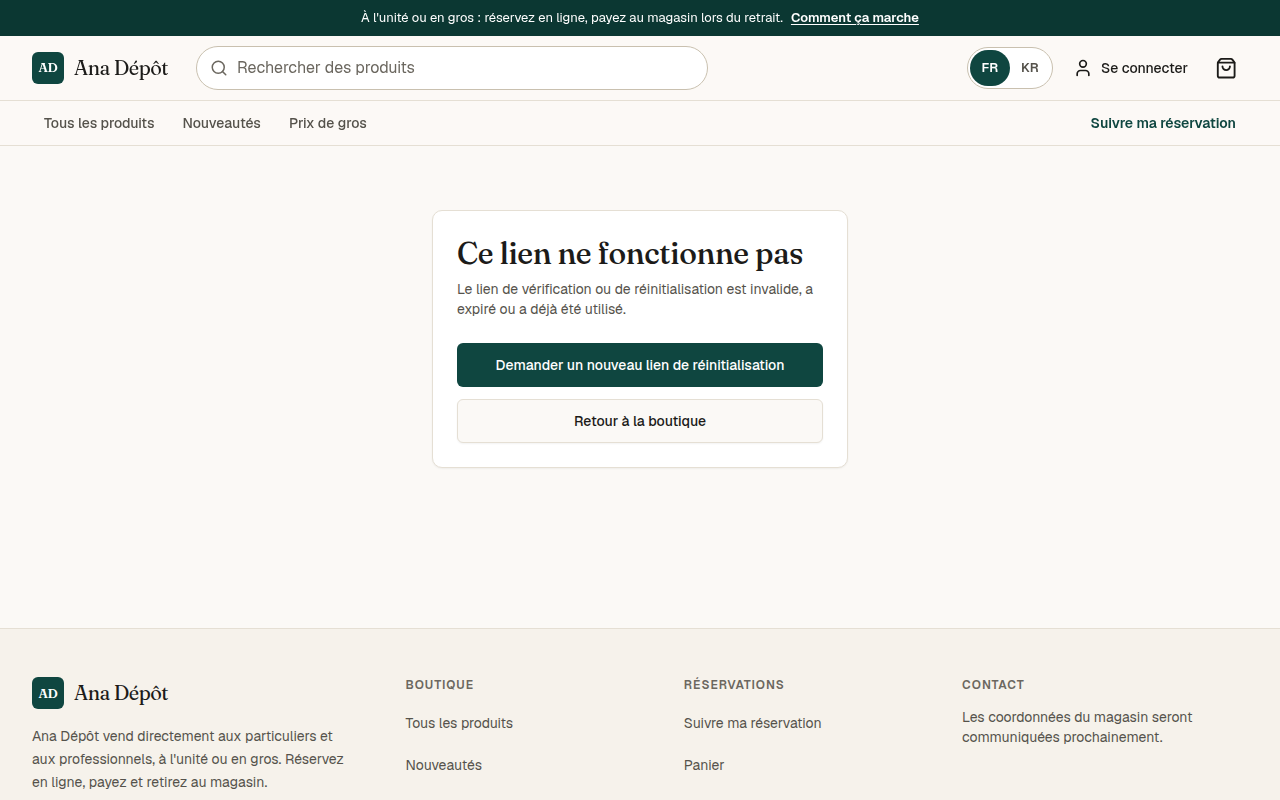 À l'unité ou en gros : réservez en ligne, payez au magasin lors du retrait. Comment ça marche
AD Ana Dépôt
Rechercher des produits
FR KR
Se connecter
Tous les produits
Nouveautés
Prix de gros
Suivre ma réservation
Ce lien ne fonctionne pas
Le lien de vérification ou de réinitialisation est invalide, a
expiré ou a déjà été utilisé.
Demander un nouveau lien de réinitialisation
Retour à la boutique
AD Ana Dépôt
Ana Dépôt vend directement aux particuliers et
aux professionnels, à l'unité ou en gros. Réservez
en ligne, payez et retirez au magasin.
BOUTIQUE
Tous les produits
Nouveautés
RÉSERVATIONS
Suivre ma réservation
Panier
CONTACT
Les coordonnées du magasin seront
communiquées prochainement.